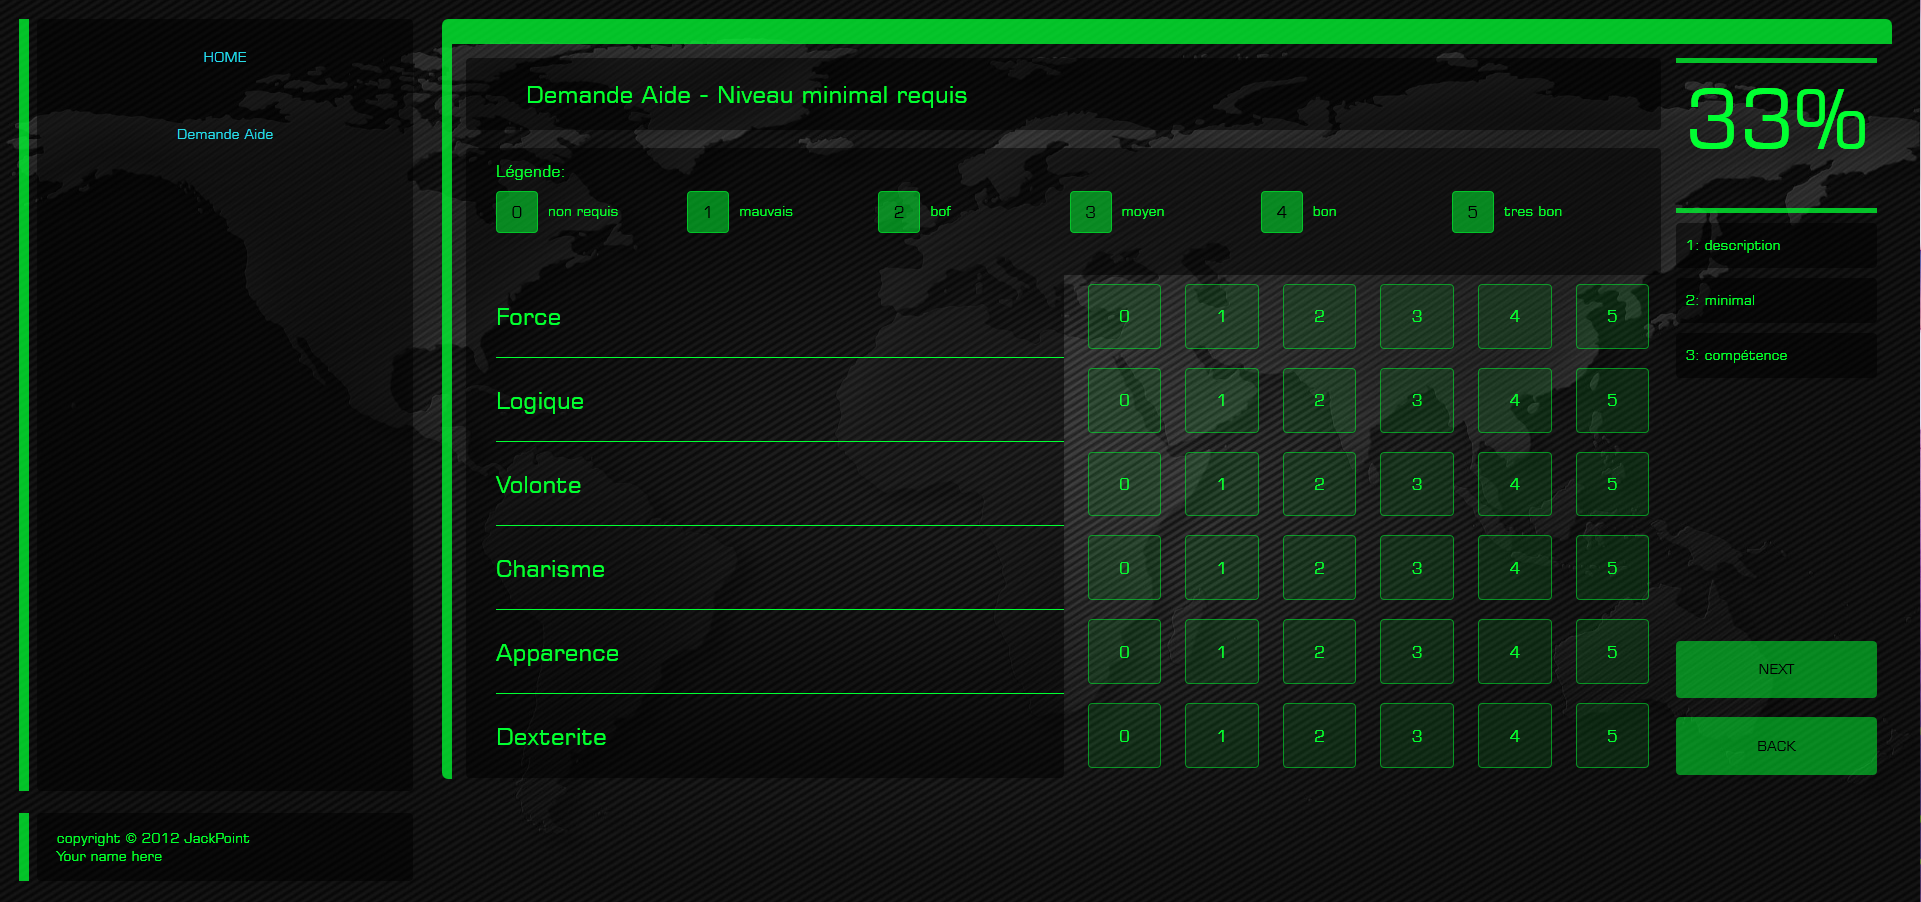 HOME
Demande Aide
Demande Aide - Niveau minimal requis
Légende:
0 non requis 1 mauvais 2 bof 3 moyen 4 bon 5 tres bon
Force 0 1 2 3 4 5
Logique 0 1 2 3 4 5
Volonte 0 1 2 3 4 5
Charisme 0 1 2 3 4 5
Apparence 0 1 2 3 4 5
Dexterite 0 1 2 3 4 5
33%
1: description
2: minimal
3: compétence
NEXT
BACK
copyright © 2012 JackPoint
Your name here